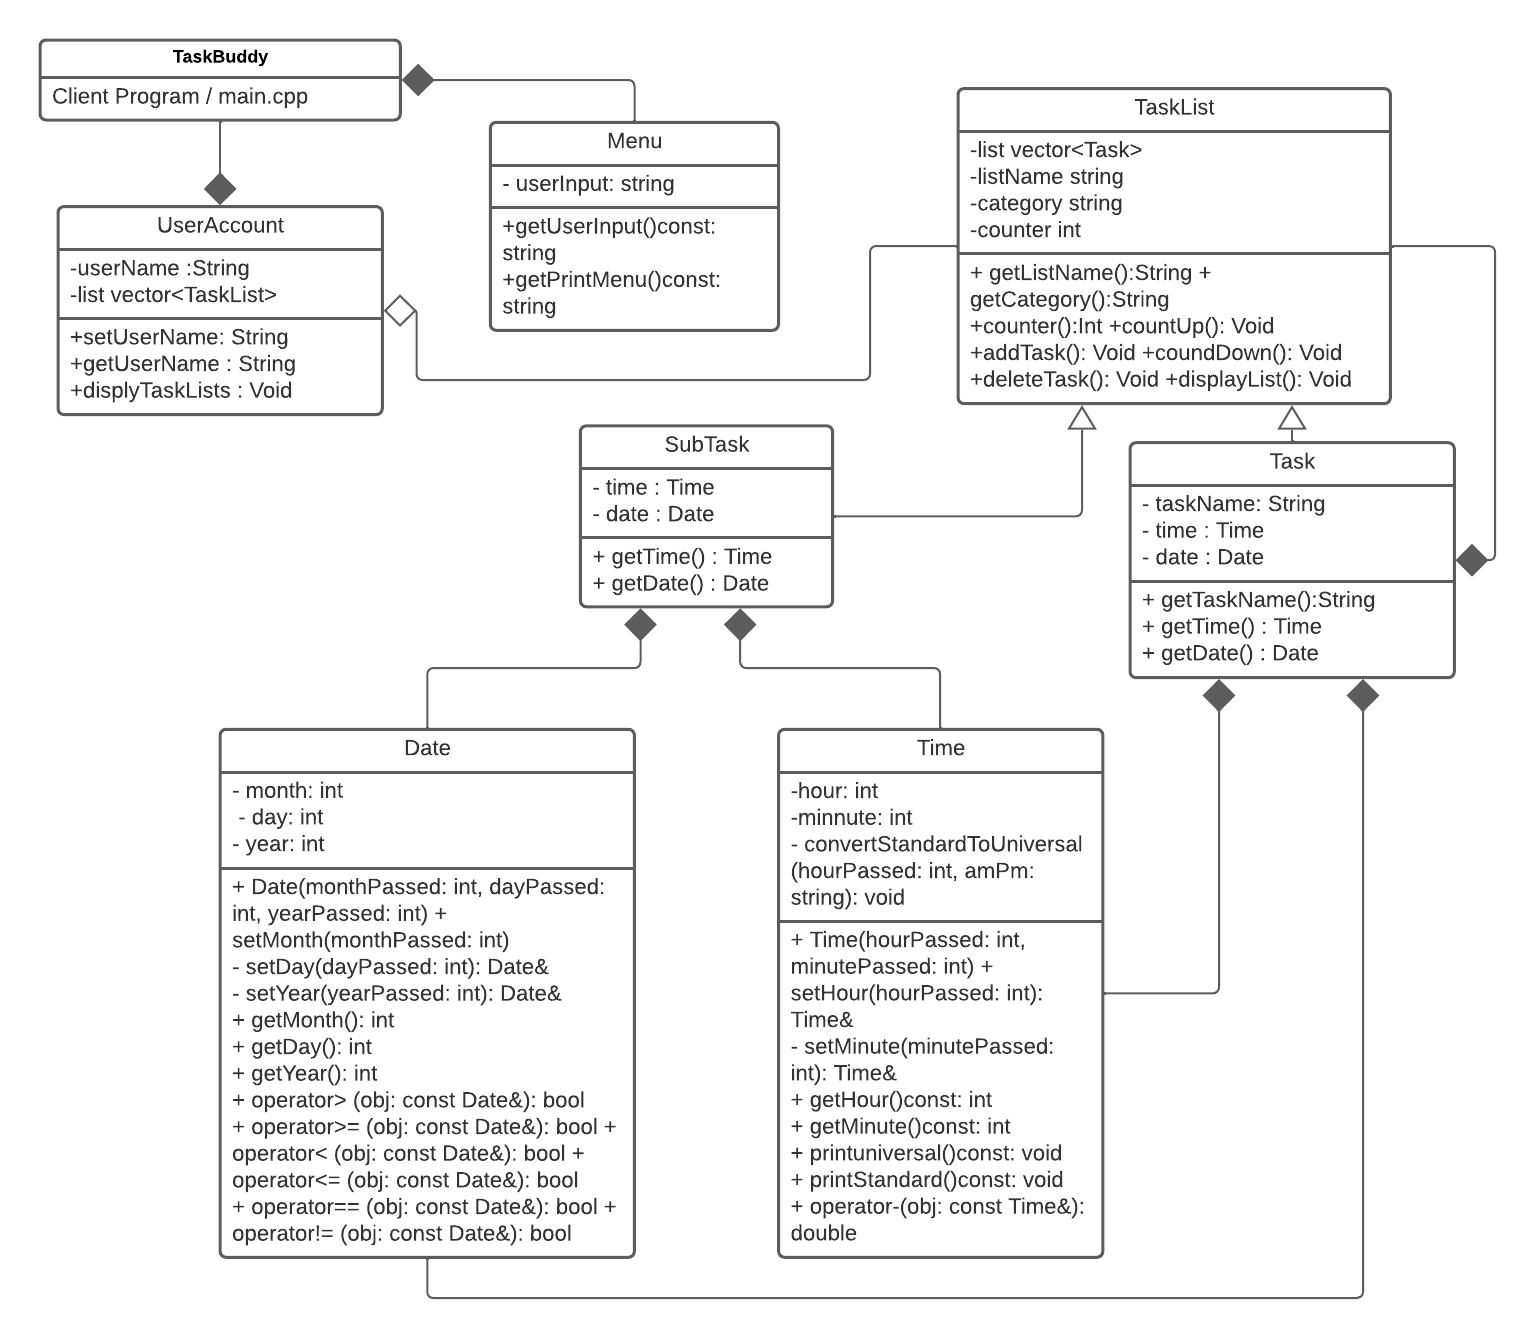 TaskBuddy
Client Program / main.cpp
Menu
- userInput: string
+getUserInput()const:
string
+getPrintMenu()const:
string
TaskList
-list vector<Task>
-listName string
-category string
-counter int
+ getListName():String +
getCategory():String
+counter():Int +countUp(): Void
+addTask(): Void +coundDown(): Void
+deleteTask(): Void +displayList(): Void
UserAccount
-userName :String
-list vector<TaskList>
+setUserName: String
+getUserName : String
+displyTaskLists : Void
SubTask
- time : Time
- date : Date
+ getTime() : Time
+ getDate() : Date
Task
- taskName: String
- time : Time
- date : Date
+ getTaskName():String
+ getTime() : Time
+ getDate() : Date
Date
- month: int
- day: int
- year: int
+ Date(monthPassed: int, dayPassed:
int, yearPassed: int) +
setMonth(monthPassed: int)
- setDay(dayPassed: int): Date&
- setYear(yearPassed: int): Date&
+ getMonth(): int
+ getDay(): int
+ getYear(): int
+ operator> (obj: const Date&): bool
+ operator>= (obj: const Date&): bool +
operator< (obj: const Date&): bool +
operator<= (obj: const Date&): bool
+ operator== (obj: const Date&): bool +
operator!= (obj: const Date&): bool
Time
-hour: int
-minnute: int
- convertStandardToUniversal
(hourPassed: int, amPm:
string): void
+ Time(hourPassed: int,
minutePassed: int) +
setHour(hourPassed: int):
Time&
- setMinute(minutePassed:
int): Time&
+ getHour()const: int
+ getMinute()const: int
+ printuniversal()const: void
+ printStandard()const: void
+ operator-(obj: const Time&):
double